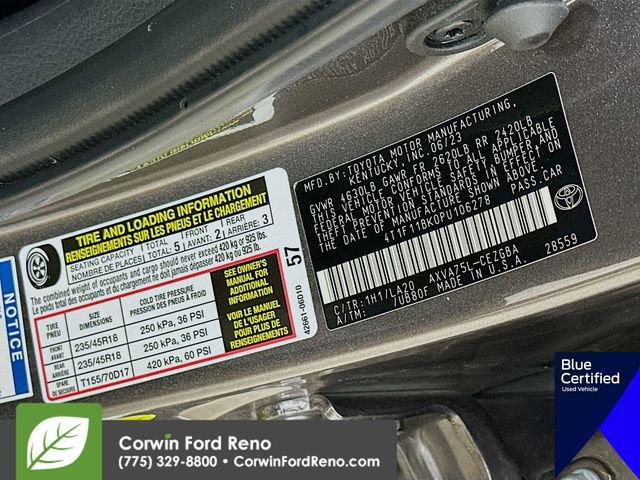 MFD.BY:TOYOTA MOTOR MANUFACTURING,
KENTUCKY,INC. 06/23
GVWR 4630LB GAWR FR 2620LB RR 2420LB
THIS VEHICLE CONFORMS TO ALL APPLICABLE
FEDERAL MOTOR VEHICLE SAFETY, BUMPER, AND
THEFT PREVENTION STANDARDS IN EFFECT ON
THE DATE OF MANUFACTURE SHOWN ABOVE.
4T1F11BK0PU106278 PASS.CAR
C/TR:1H1/LA20 AXVA75L-CEZGBA
A/TM: /UB80F MADE IN U.S.A. 28559
TOYOTA
NOTICE
TIRE AND LOADING INFORMATION
RENSEIGNEMENTS SUR LES PNEUS ET LE CHARGEMENT
SEATING CAPACITY TOTAL 5 FRONT 2 REAR 3
NOMBRE DE PLACES TOTAL 5 AVANT 2 ARRIÈRE 3
The combined weight of occupants and cargo should never exceed 420 kg or 925 lbs.
Le poids total des occupants et du chargement ne doit jamais dépasser 420 kg ou 925 lb.
TIRE PNEU SIZE DIMENSIONS COLD TIRE PRESSURE PRESSION DES PNEUS À FROID
FRONT AVANT 235/45R18 250 kPa, 36 PSI
REAR ARRIÈRE 235/45R18 250 kPa, 36 PSI
SPARE DE SECOURS T155/70D17 420 kPa, 60 PSI
SEE OWNER'S
MANUAL FOR
ADDITIONAL
INFORMATION
VOIR LE MANUEL
DE L'USAGER
POUR PLUS DE
RENSEIGNEMENTS
57
42661-06D10
Blue
Certified
Used Vehicle
Corwin Ford Reno
(775) 329-8800 • CorwinFordReno.com